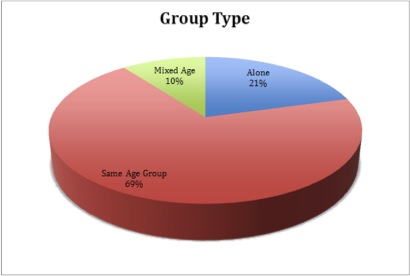 Group Type
Mixed Age
10%
Alone
21%
Same Age Group
69%